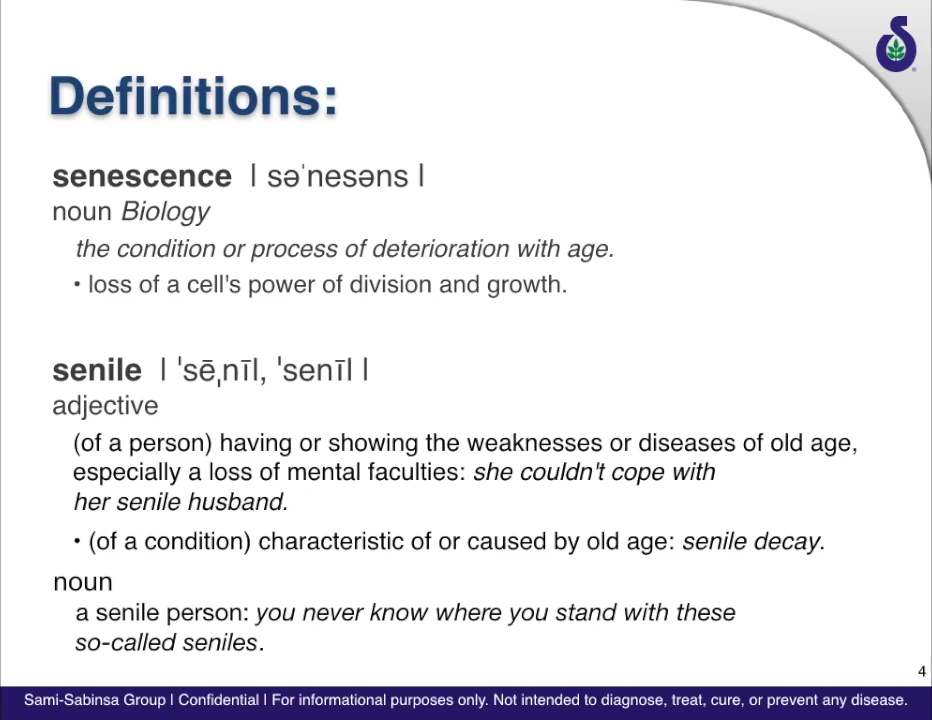 Definitions:
senescence | səˈnesəns |
noun Biology
the condition or process of deterioration with age.
• loss of a cell's power of division and growth.
senile | ˈsēˌnīl, ˈsenīl |
adjective
(of a person) having or showing the weaknesses or diseases of old age,
especially a loss of mental faculties: she couldn't cope with
her senile husband.
• (of a condition) characteristic of or caused by old age: senile decay.
noun
a senile person: you never know where you stand with these
so-called seniles.
4
Sami-Sabinsa Group | Confidential | For informational purposes only. Not intended to diagnose, treat, cure, or prevent any disease.